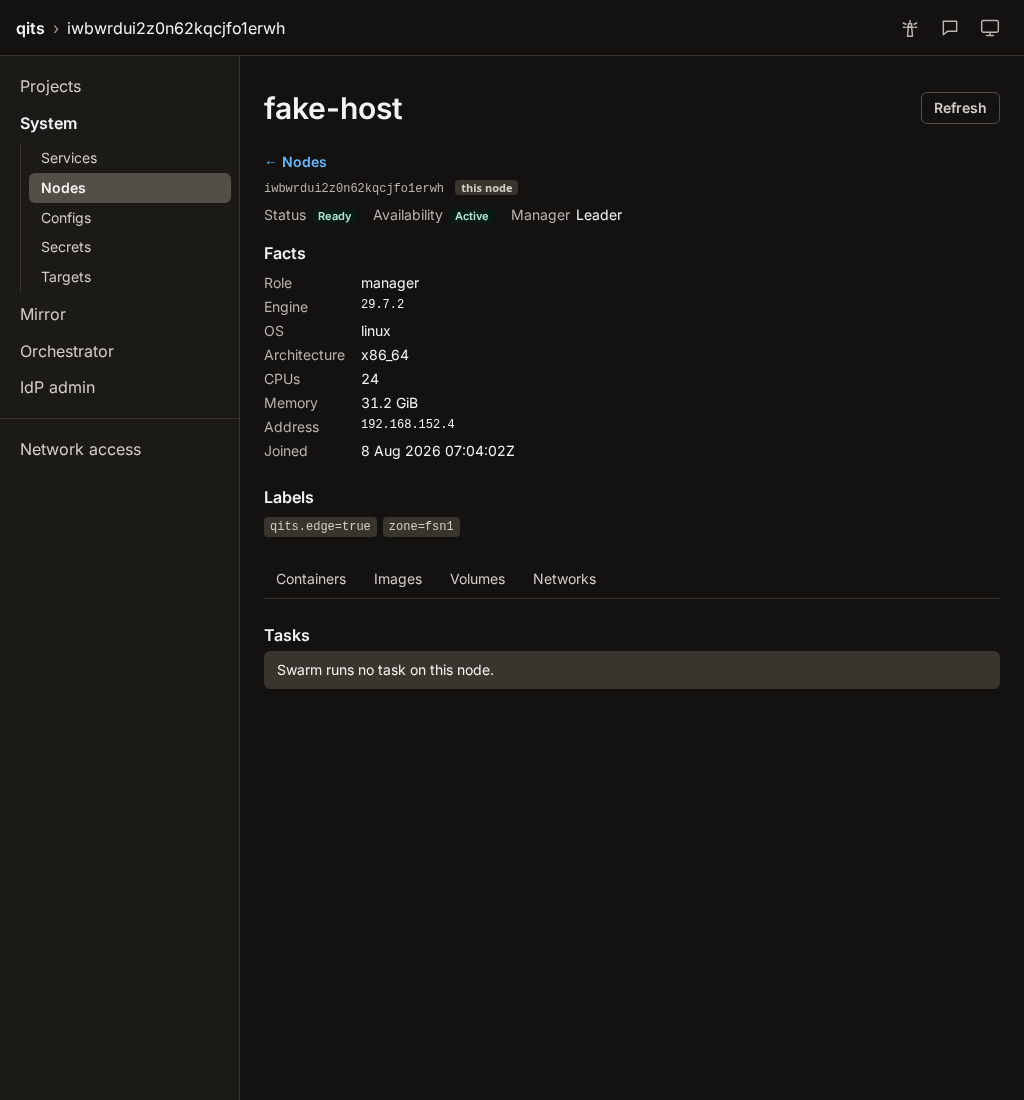 qits › iwbwrdui2z0n62kqcjfo1erwh
Projects
System
Services
Nodes
Configs
Secrets
Targets
Mirror
Orchestrator
IdP admin
Network access
fake-host
Refresh
← Nodes
iwbwrdui2z0n62kqcjfo1erwh this node
Status Ready Availability Active Manager Leader
Facts
Role manager
Engine 29.7.2
OS linux
Architecture x86_64
CPUs 24
Memory 31.2 GiB
Address 192.168.152.4
Joined 8 Aug 2026 07:04:02Z
Labels
qits.edge=true zone=fsn1
Containers Images Volumes Networks
Tasks
Swarm runs no task on this node.